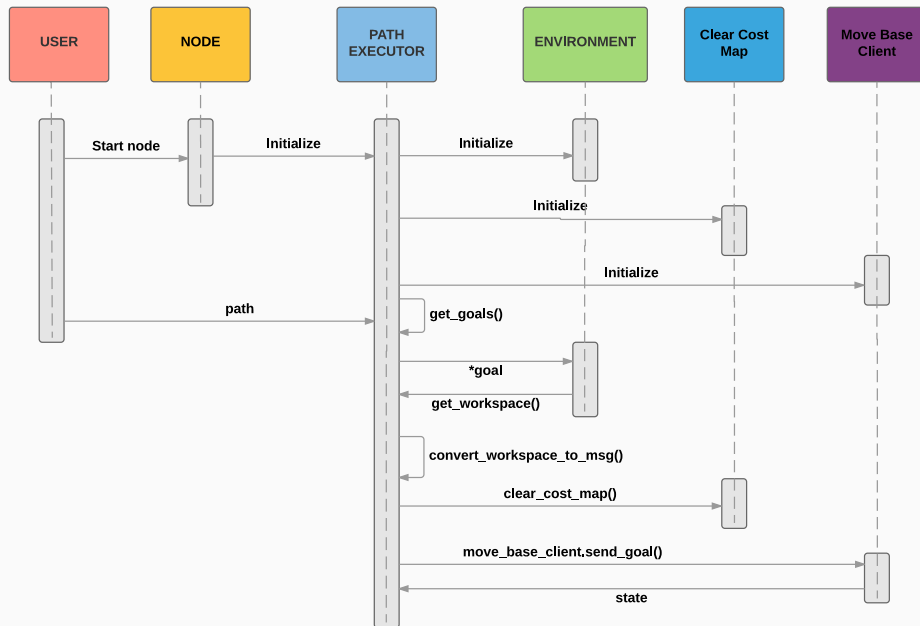 USER
NODE
PATH
EXECUTOR
ENVIRONMENT
Clear Cost
Map
Move Base
Client
Start node
Initialize
Initialize
Initialize
Initialize
path
get_goals()
*goal
get_workspace()
convert_workspace_to_msg()
clear_cost_map()
move_base_client.send_goal()
state